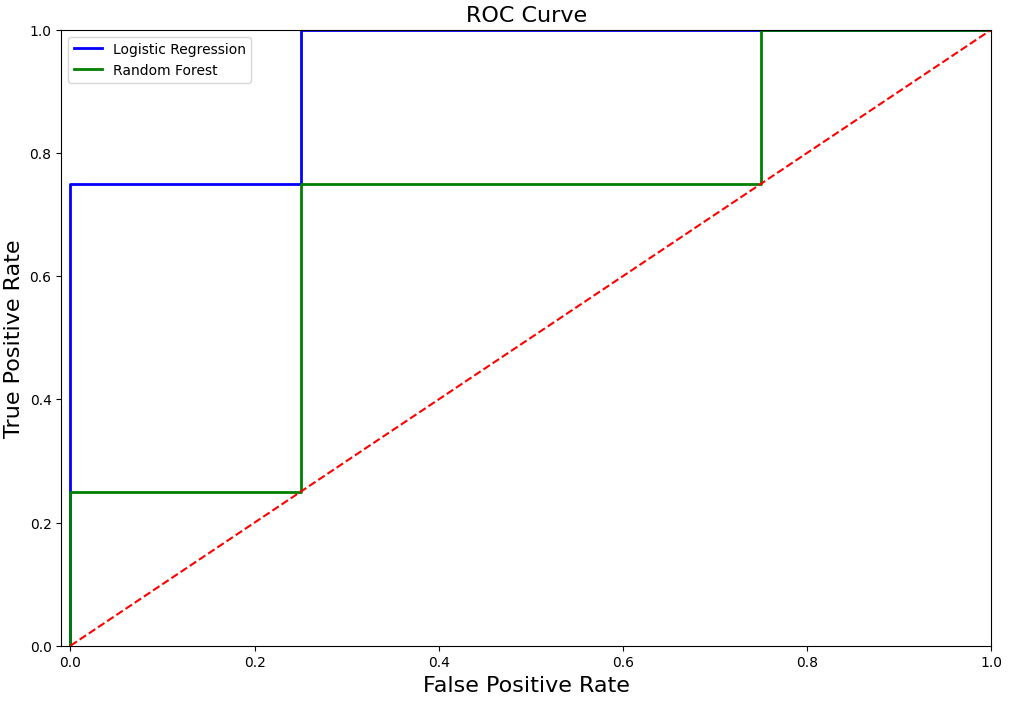 ROC Curve
Logistic Regression
Random Forest
True Positive Rate
1.0
0.8
0.6
0.4
0.2
0.0
0.0 0.2 0.4 0.6 0.8 1.0
False Positive Rate